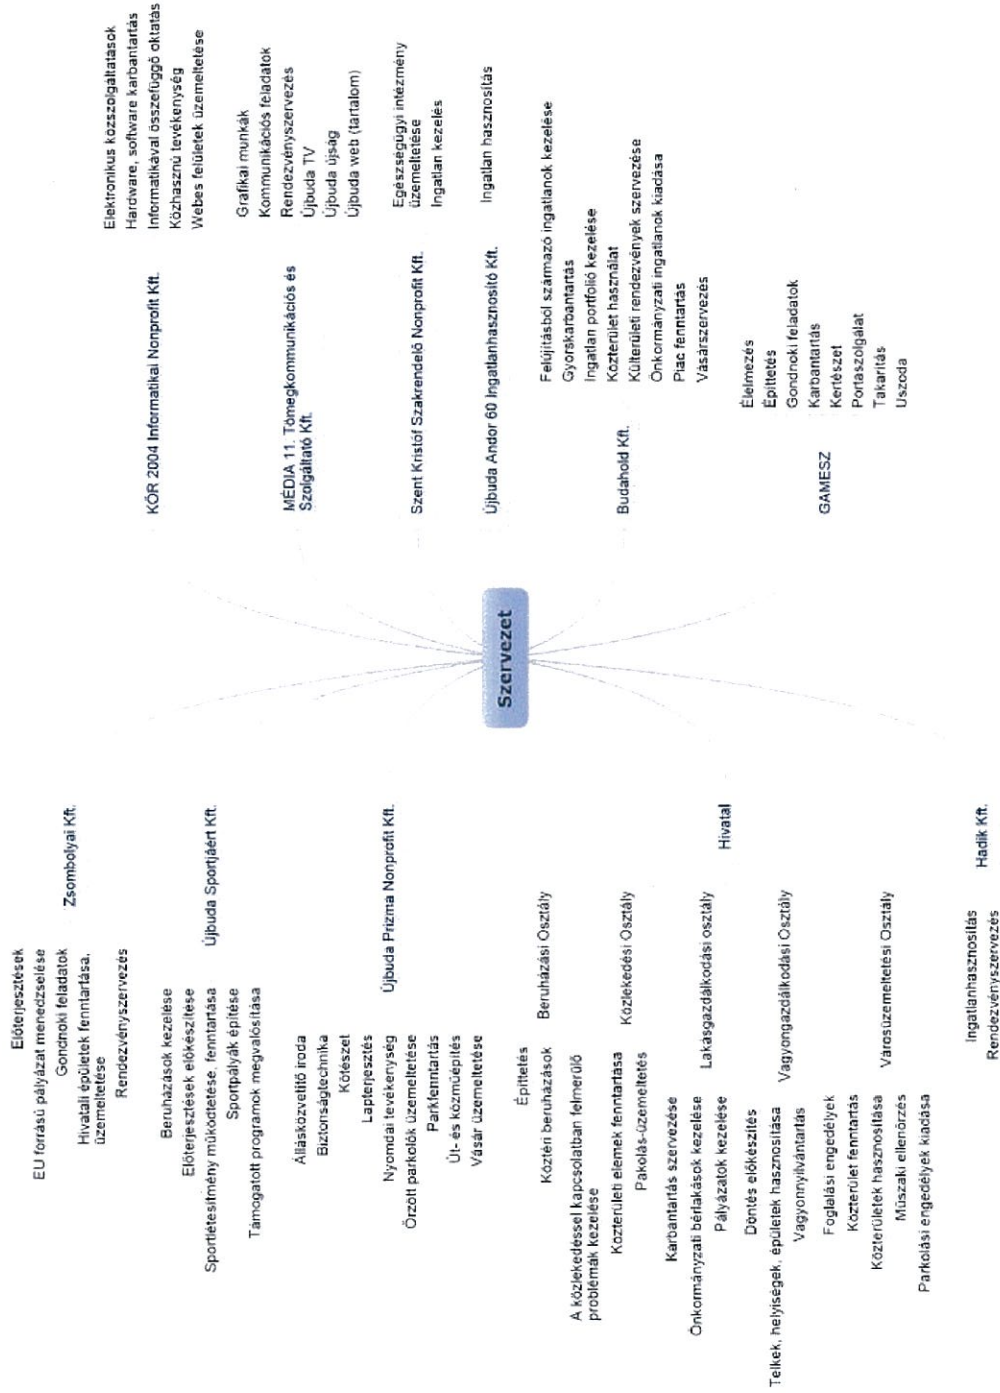 Szervezet
KÖR 2004 Informatikai Nonprofit Kft.
Elektronikus közszolgáltatások
Hardware, software karbantartás
Informatikával összefüggő oktatás
Közhasznú tevékenység
Webes felületek üzemeltetése
MÉDIA 11. Tömegkommunikációs és
Szolgáltató Kft.
Grafikai munkák
Kommunikációs feladatok
Rendezvényszervezés
Újbuda TV
Újbuda újság
Újbuda web (tartalom)
Szent Kristóf Szakrendelő Nonprofit Kft.
Egészségügyi intézmény
üzemeltetése
Ingatlan kezelés
Újbuda Andor 60 Ingatlanhasznosító Kft.
Ingatlan hasznosítás
Budahold Kft.
Felújításból származó ingatlanok kezelése
Gyorskarbantartás
Ingatlan portfolió kezelése
Közterület használat
Külterületi rendezvények szervezése
Önkormányzati ingatlanok kiadása
Piac fenntartás
Vásárszervezés
GAMESZ
Élelmezés
Építtetés
Gondnoki feladatok
Karbantartás
Kertészet
Portaszolgálat
Takarítás
Uszoda
Zsombolyai Kft.
Előterjesztések
EU forrású pályázat menedzselése
Gondnoki feladatok
Hivatali épületek fenntartása,
üzemeltetése
Rendezvényszervezés
Újbuda Sportjáért Kft.
Beruházások kezelése
Előterjesztések előkészítése
Sportlétesítmény működtetése, fenntartása
Sportpályák építése
Támogatott programok megvalósítása
Újbuda Prizma Nonprofit Kft.
Állásközvetítő iroda
Biztonságtechnika
Kötészet
Lapterjesztés
Nyomdai tevékenység
Őrzött parkolók üzemeltetése
Parkfenntartás
Út- és közműépítés
Vásár üzemeltetése
Hivatal
Beruházási Osztály
Építtetés
Köztéri beruházások
Közlekedési Osztály
A közlekedéssel kapcsolatban felmerülő
problémák kezelése
Közterületi elemek fenntartása
Pakolás-üzemeltetés
Lakásgazdálkodási osztály
Karbantartás szervezése
Önkormányzati bérlakások kezelése
Pályázatok kezelése
Vagyongazdálkodási Osztály
Döntés előkészítés
Telkek, helyiségek, épületek hasznosítása
Vagyonnyilvántartás
Városüzemeltetési Osztály
Foglalási engedélyek
Közterület fenntartás
Közterületek hasznosítása
Műszaki ellenőrzés
Parkolási engedélyek kiadása
Hadik Kft.
Ingatlanhasznosítás
Rendezvényszervezés